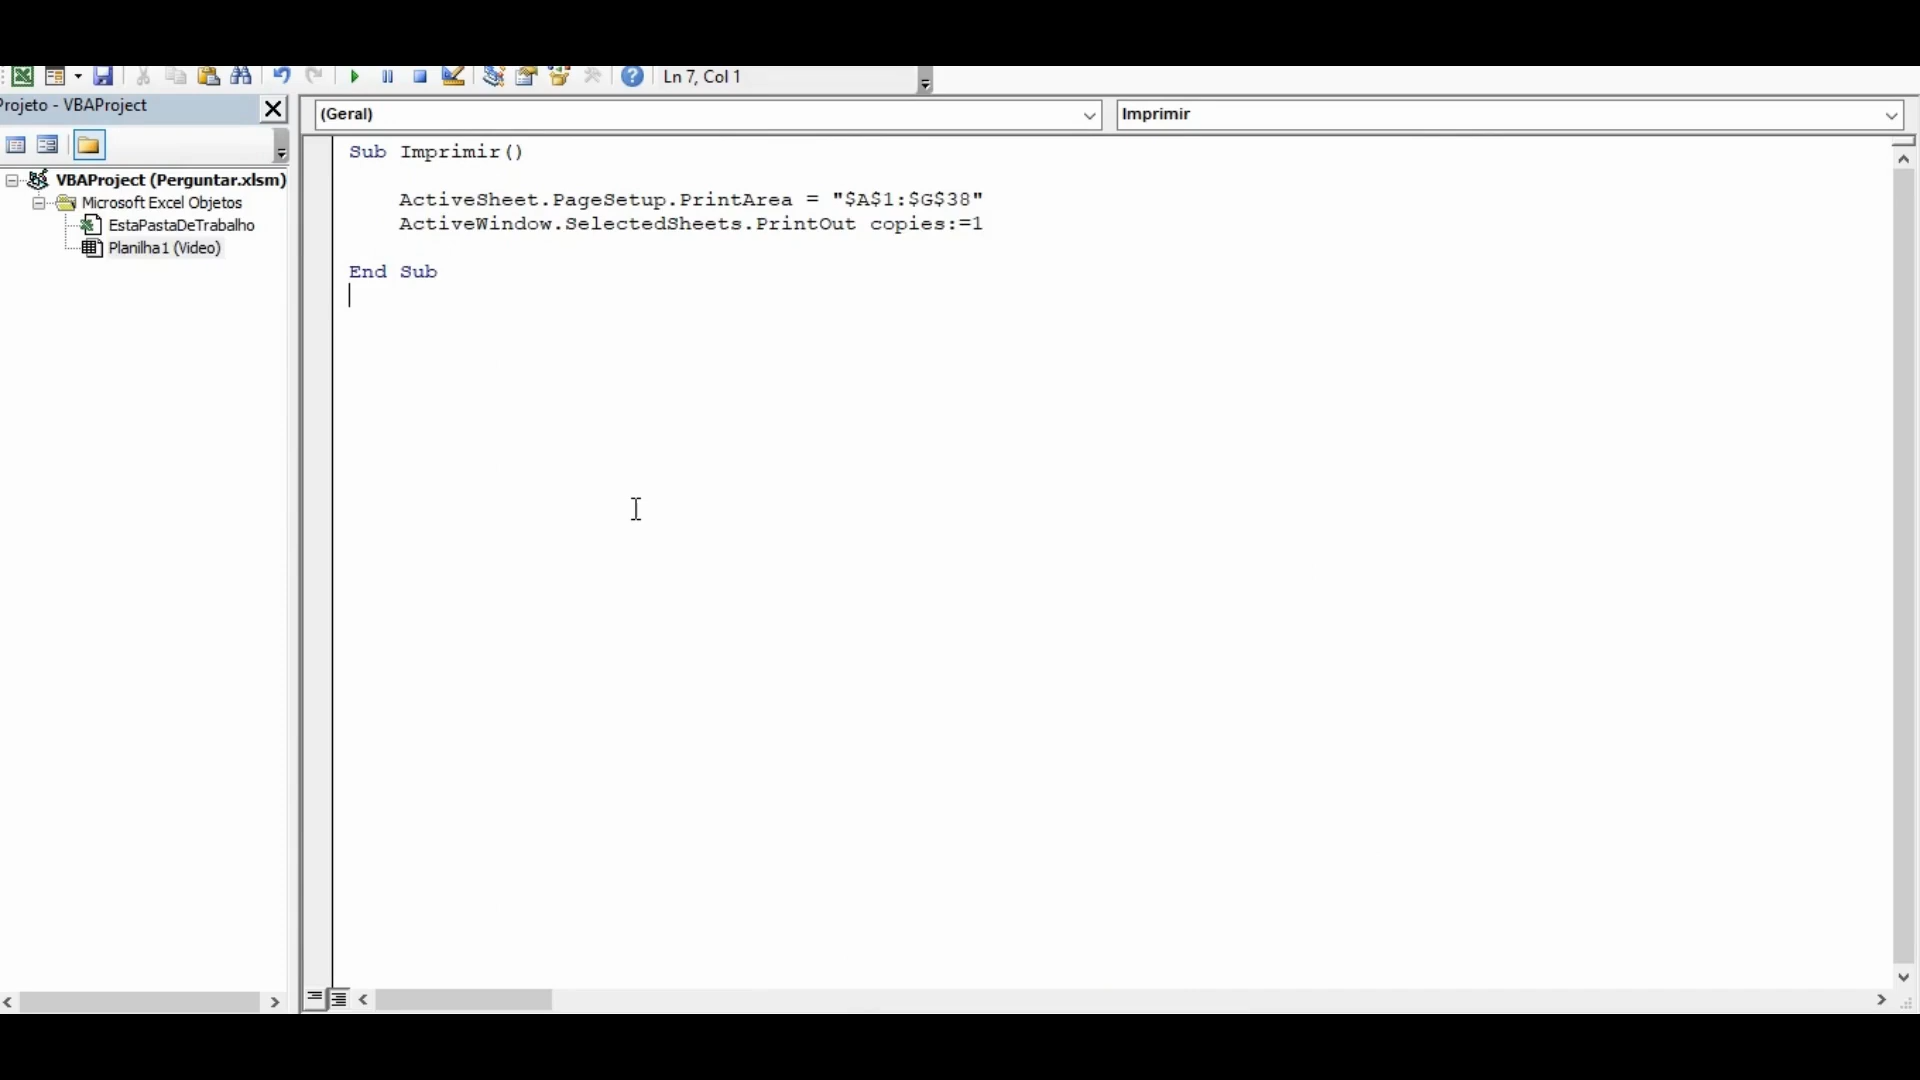 Ln 7, Col 1
Projeto - VBAProject
(Geral)
Imprimir
VBAProject (Perguntar.xlsm)
Microsoft Excel Objetos
EstaPastaDeTrabalho
Planilha1 (Video)
Sub Imprimir()
ActiveSheet.PageSetup.PrintArea = "$A$1:$G$38"
ActiveWindow.SelectedSheets.PrintOut copies:=1
End Sub